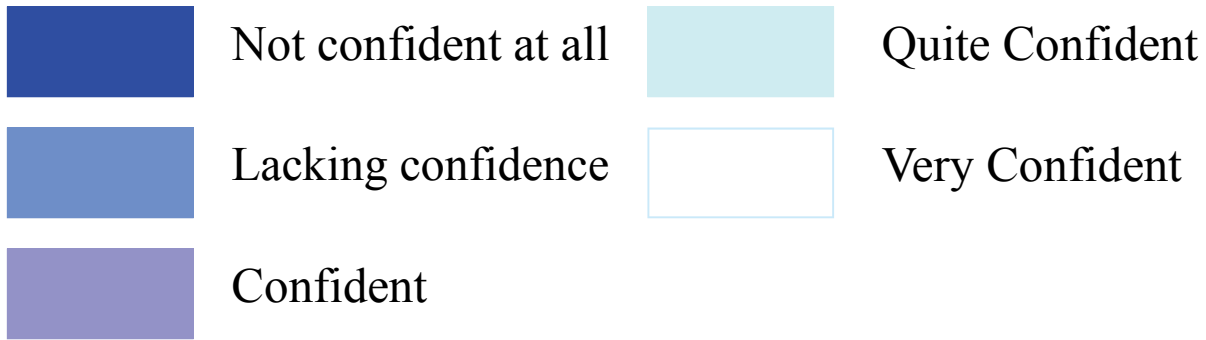 Not confident at all
Lacking confidence
Confident
Quite Confident
Very Confident